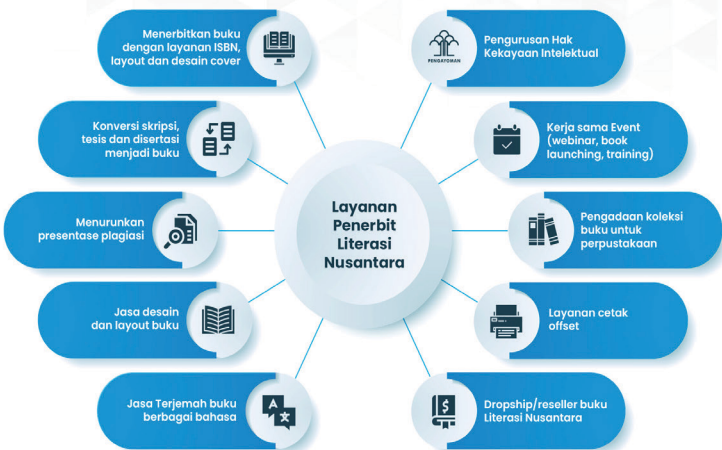 Menerbitkan buku
dengan layanan ISBN,
layout dan desain cover
Konversi skripsi,
tesis dan disertasi
menjadi buku
Menurunkan
presentase plagiasi
Jasa desain
dan layout buku
Jasa Terjemah buku
berbagai bahasa
A
文
Layanan
Penerbit
Literasi
Nusantara
PENGAYOMAN
Pengurusan Hak
Kekayaan Intelektual
Kerja sama Event
(webinar, book
launching, training)
Pengadaan koleksi
buku untuk
perpustakaan
Layanan cetak
offset
$
Dropship/reseller buku
Literasi Nusantara